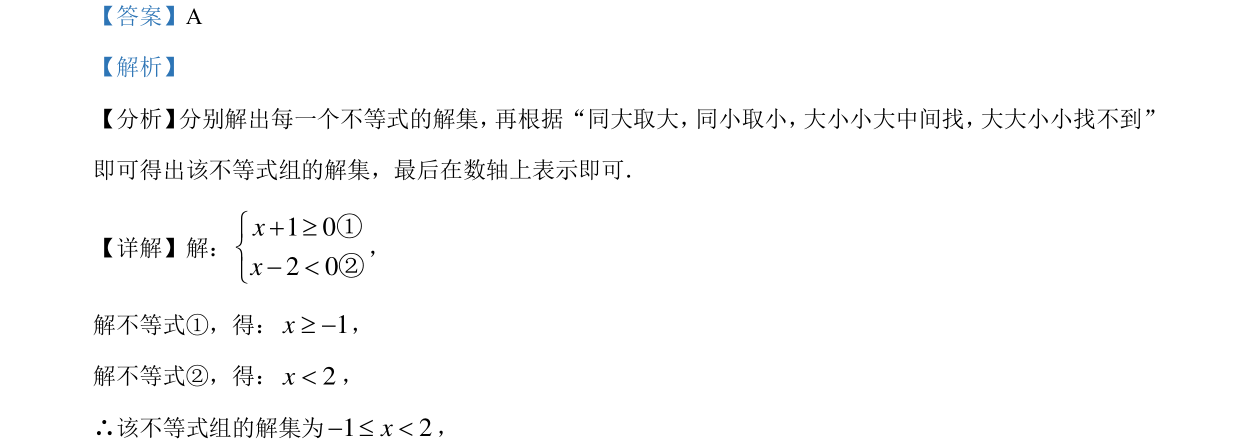 【答案】A
【解析】
【分析】分别解出每一个不等式的解集，再根据“同大取大，同小取小，大小小大中间找，大大小小找不到”
即可得出该不等式组的解集，最后在数轴上表示即可．
【详解】解：{x+1≥0①
x−2<0②，
解不等式①，得：x≥−1，
解不等式②，得：x<2，
∴该不等式组的解集为−1≤x<2，